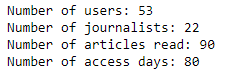 Number of users: 53
Number of journalists: 22
Number of articles read: 90
Number of access days: 80